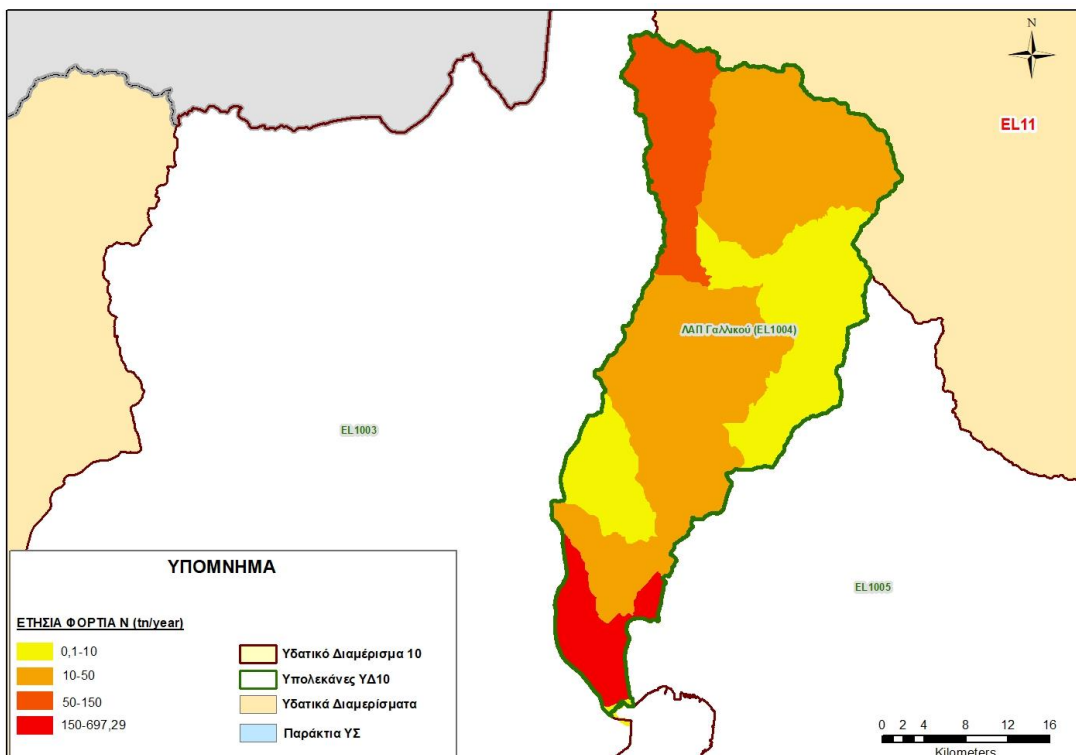 N
EL11
ΛΑΠ Γαλλικού (EL1004)
EL1003
EL1005
ΥΠΟΜΝΗΜΑ
ΕΤΗΣΙΑ ΦΟΡΤΙΑ Ν (tn/year)
0,1-10
10-50
50-150
150-697,29
Υδατικό Διαμέρισμα 10
Υπολεκάνες ΥΔ10
Υδατικά Διαμερίσματα
Παράκτια ΥΣ
0 2 4 8 12 16
Kilometers